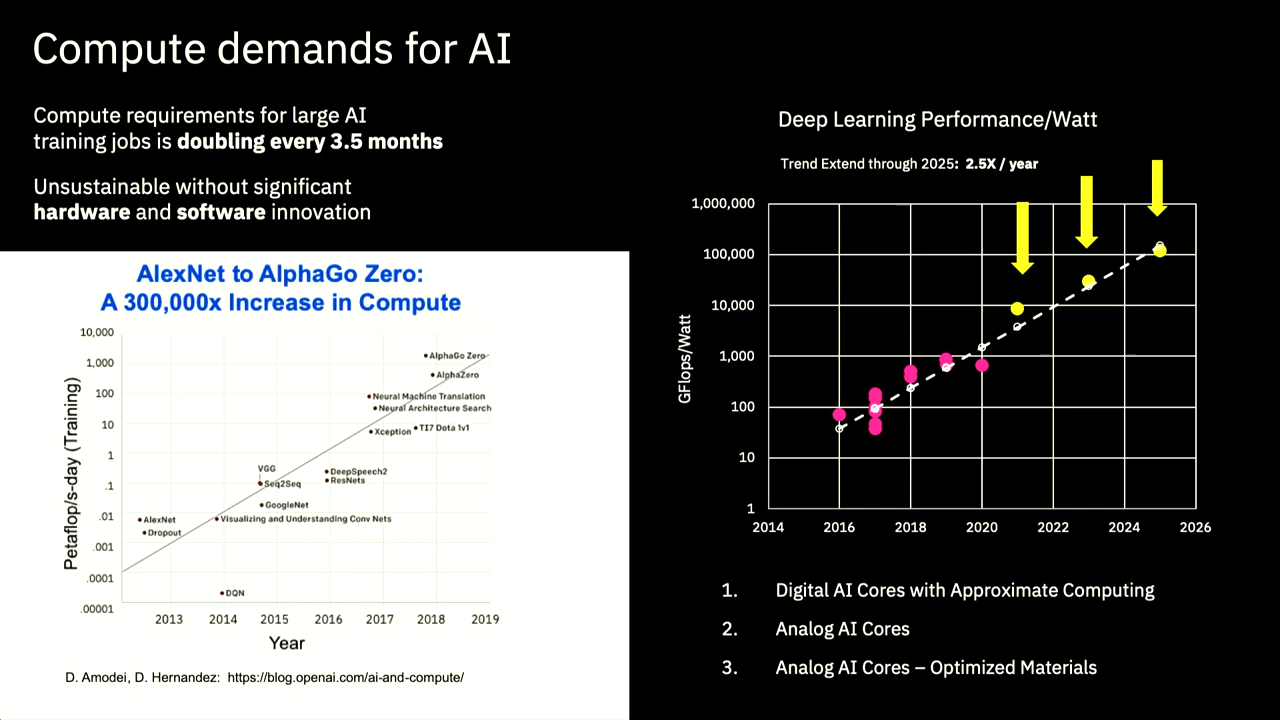 Compute demands for AI
Compute requirements for large AI
training jobs is doubling every 3.5 months
Unsustainable without significant
hardware and software innovation
AlexNet to AlphaGo Zero:
A 300,000x Increase in Compute
Petaflop/s-day (Training)
10,000
1,000
100
10
1
.1
.01
.001
.0001
.00001
AlphaGo Zero
AlphaZero
Neural Machine Translation
Neural Architecture Search
Xception
TI7 Dota 1v1
VGG
Seq2Seq
DeepSpeech2
ResNets
GoogleNet
AlexNet
Visualizing and Understanding Conv Nets
Dropout
DQN
2013 2014 2015 2016 2017 2018 2019
Year
D. Amodei, D. Hernandez: https://blog.openai.com/ai-and-compute/
Deep Learning Performance/Watt
Trend Extend through 2025: 2.5X / year
GFlops/Watt
1,000,000
100,000
10,000
1,000
100
10
1
2014 2016 2018 2020 2022 2024 2026
1. Digital AI Cores with Approximate Computing
2. Analog AI Cores
3. Analog AI Cores – Optimized Materials